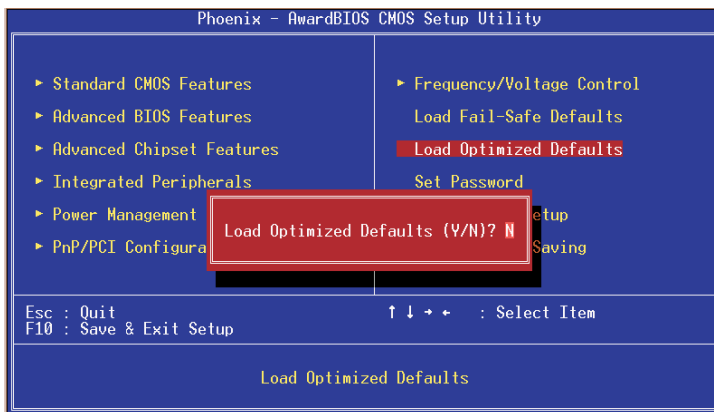 Phoenix - AwardBIOS CMOS Setup Utility
► Standard CMOS Features
► Advanced BIOS Features
► Advanced Chipset Features
► Integrated Peripherals
► Power Management
► PnP/PCI Configura
► Frequency/Voltage Control
Load Fail-Safe Defaults
Load Optimized Defaults
Set Password
etup
Saving
Load Optimized Defaults (Y/N)? N
Esc : Quit
F10 : Save & Exit Setup
↑ ↓ → ← : Select Item
Load Optimized Defaults